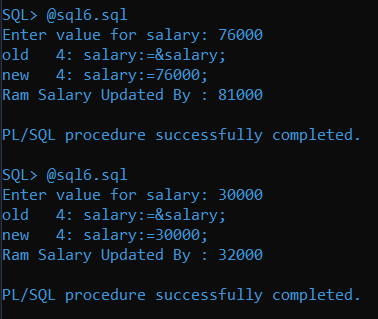 SQL> @sql6.sql
Enter value for salary: 76000
old   4: salary:=&salary;
new   4: salary:=76000;
Ram Salary Updated By : 81000
PL/SQL procedure successfully completed.
SQL> @sql6.sql
Enter value for salary: 30000
old   4: salary:=&salary;
new   4: salary:=30000;
Ram Salary Updated By : 32000
PL/SQL procedure successfully completed.